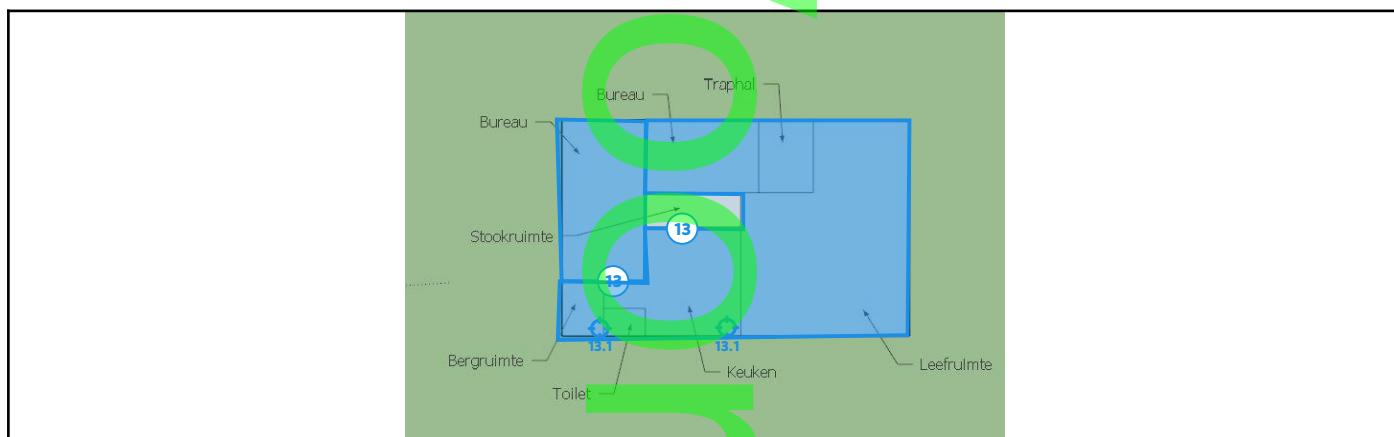 Traphal
Bureau
Bureau
Stookruimte
13
13
13.1
13.1
Bergruimte
Toilet
Keuken
Leefruimte